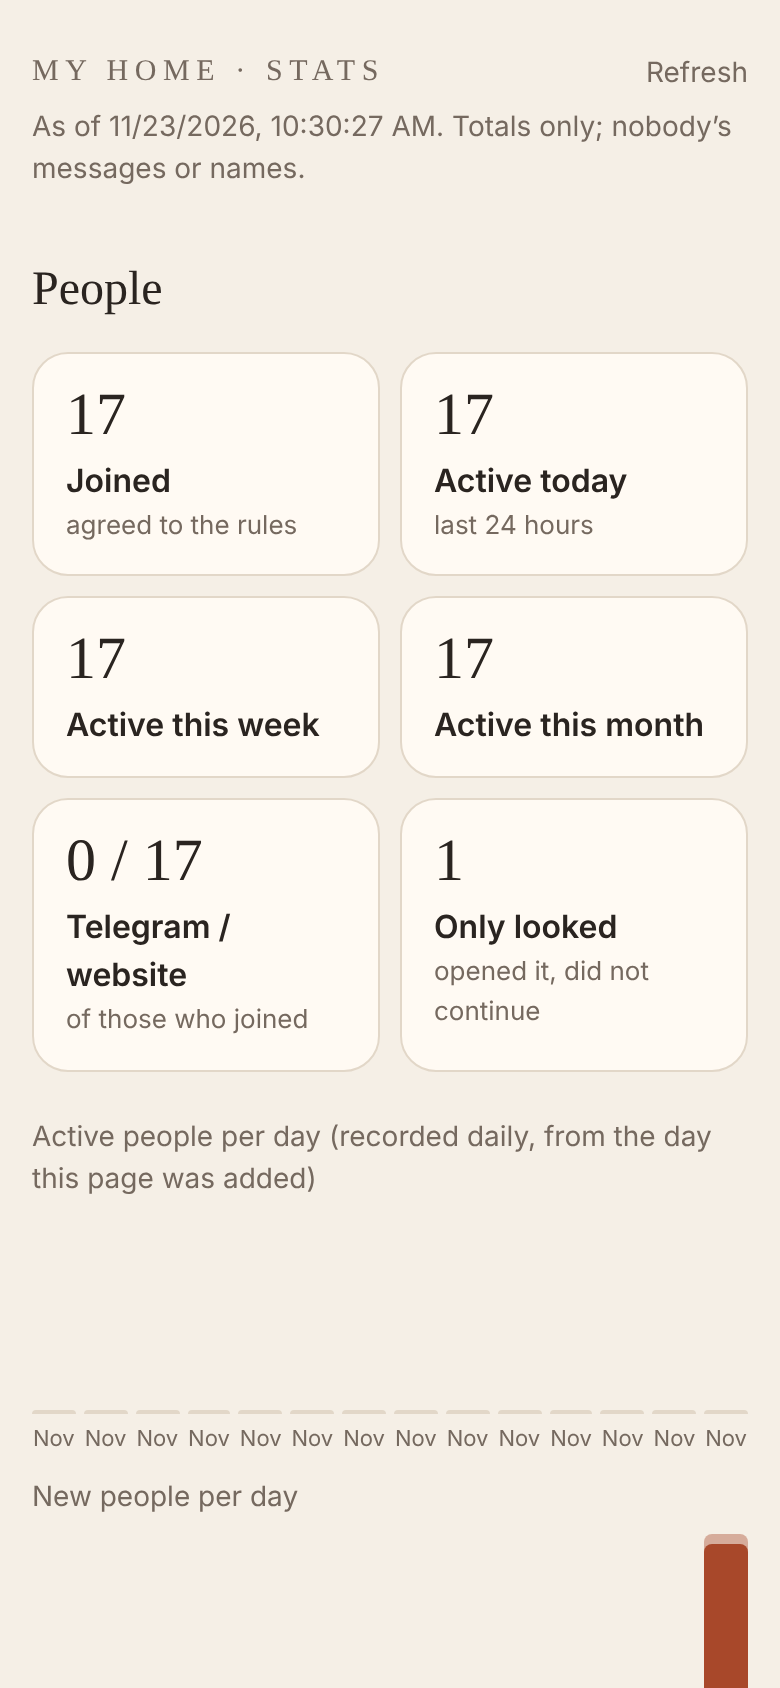 MY HOME · STATS
Refresh
As of 11/23/2026, 10:30:27 AM. Totals only; nobody’s
messages or names.
People
17
Joined
agreed to the rules
17
Active today
last 24 hours
17
Active this week
17
Active this month
0 / 17
Telegram /
website
of those who joined
1
Only looked
opened it, did not
continue
Active people per day (recorded daily, from the day
this page was added)
Nov Nov Nov Nov Nov Nov Nov Nov Nov Nov Nov Nov Nov Nov
New people per day